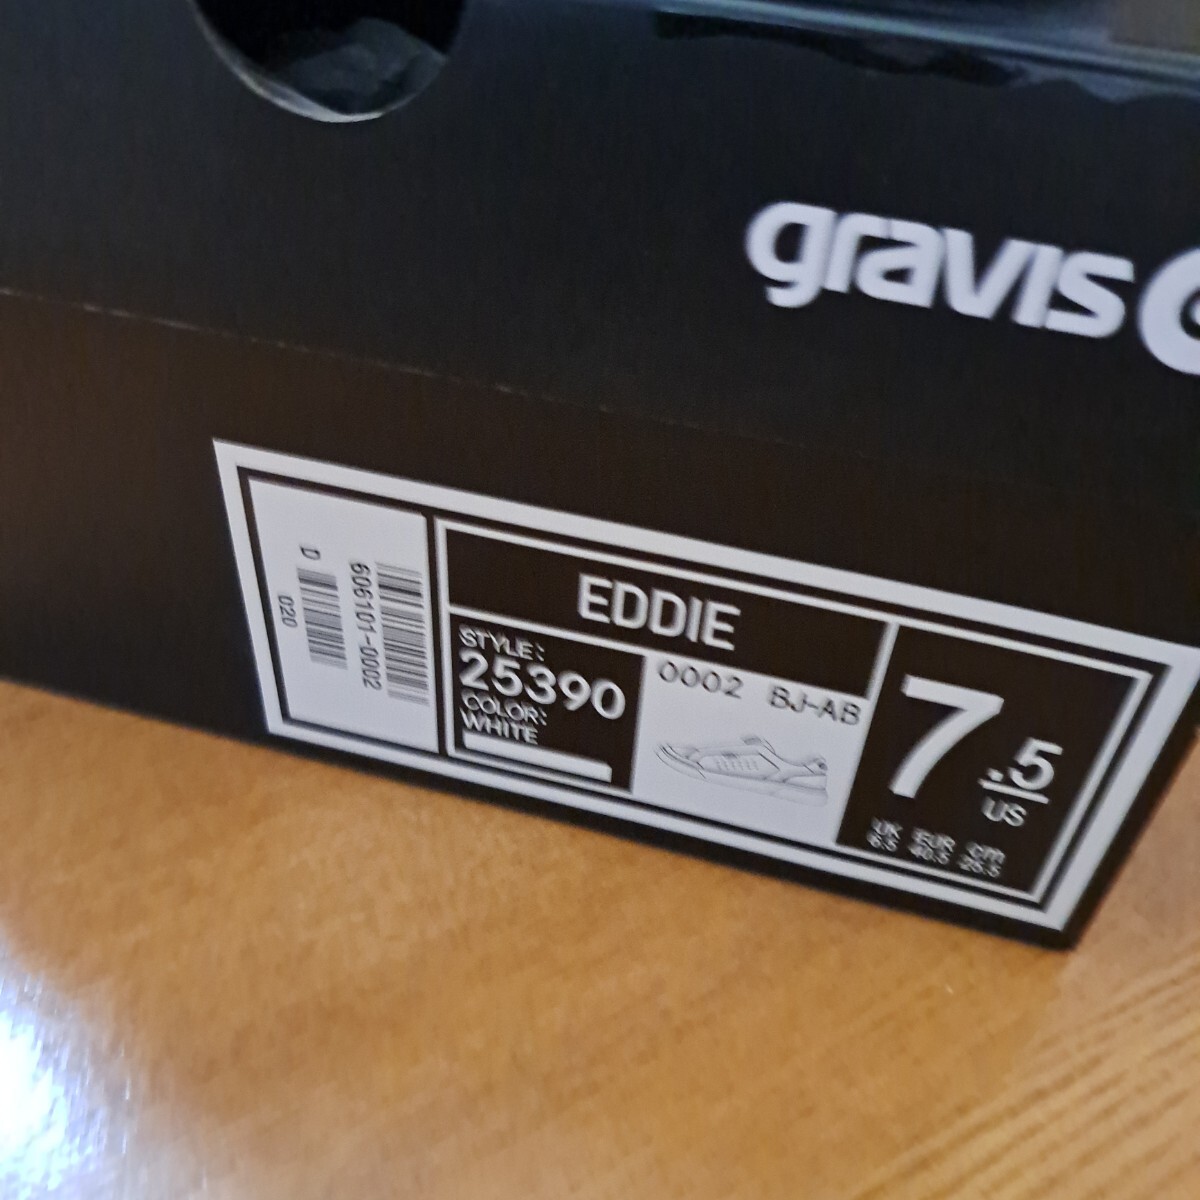 gravis
EDDIE
STYLE:
25390
COLOR:
WHITE
0002 BJ-AB
7.5
US
UK EUR cm
6.5 40.5 25.5
606101-0002
D
020